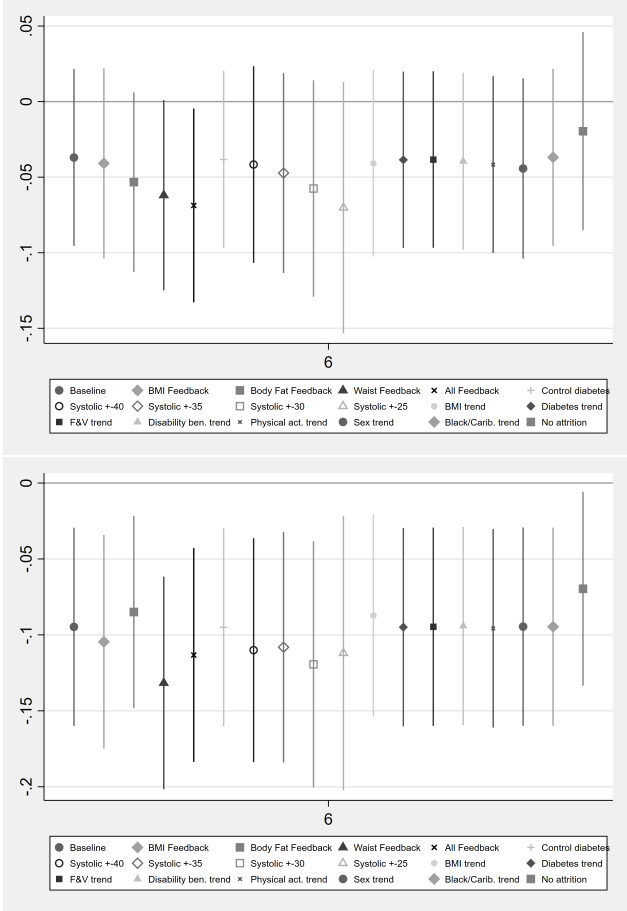 .05
0
-.05
-.1
-.15
6
Baseline BMI Feedback Body Fat Feedback Waist Feedback All Feedback Control diabetes
Systolic +-40 Systolic +-35 Systolic +-30 Systolic +-25 BMI trend Diabetes trend
F&V trend Disability ben. trend Physical act. trend Sex trend Black/Carib. trend No attrition
0
-.05
-.1
-.15
-.2
6
Baseline BMI Feedback Body Fat Feedback Waist Feedback All Feedback Control diabetes
Systolic +-40 Systolic +-35 Systolic +-30 Systolic +-25 BMI trend Diabetes trend
F&V trend Disability ben. trend Physical act. trend Sex trend Black/Carib. trend No attrition